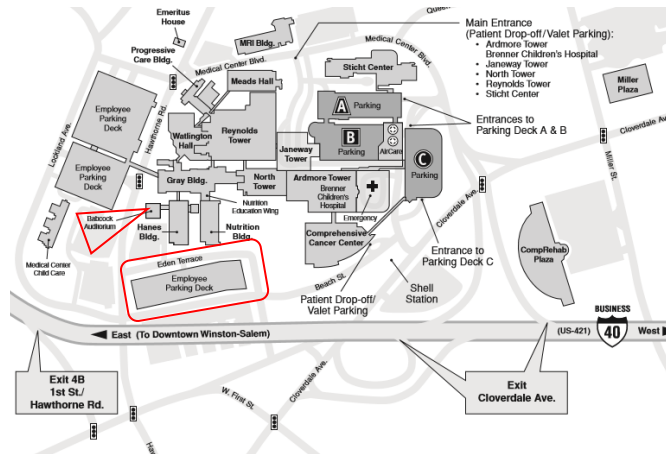 Emeritus
House
Queen
Progressive
Care Bldg.
MRI Bldg.
Medical Center Blvd.
Medical Center Blvd.
Main Entrance
(Patient Drop-off/Valet Parking):
• Ardmore Tower
Brenner Children's Hospital
• Janeway Tower
• North Tower
• Reynolds Tower
• Sticht Center
Sticht Center
Meads Hall
Miller
Plaza
Employee
Parking
Deck
Hawthorne Rd.
Lockland Ave.
Watlington
Hall
Reynolds
Tower
A
Parking
B
Parking
AirCare
Entrances to
Parking Deck A & B
Cloverdale Ave.
Miller St.
Janeway
Tower
C
Parking
Employee
Parking
Deck
Gray Bldg.
North
Tower
Ardmore Tower
Brenner
Children's
Hospital
Emergency
Nutrition
Education Wing
Cloverdale Ave.
Babcock
Auditorium
Hanes
Bldg.
Nutrition
Bldg.
Comprehensive
Cancer Center
Entrance to
Parking Deck C
CompRehab
Plaza
Medical Center
Child Care
Eden Terrace
Employee
Parking Deck
Beach St.
Patient Drop-off/
Valet Parking
Shell
Station
BUSINESS
40
East (To Downtown Winston-Salem)
(US-421)
West
Exit 4B
1st St./
Hawthorne Rd.
Exit
Cloverdale Ave.
W. First St.
Cloverdale Ave.